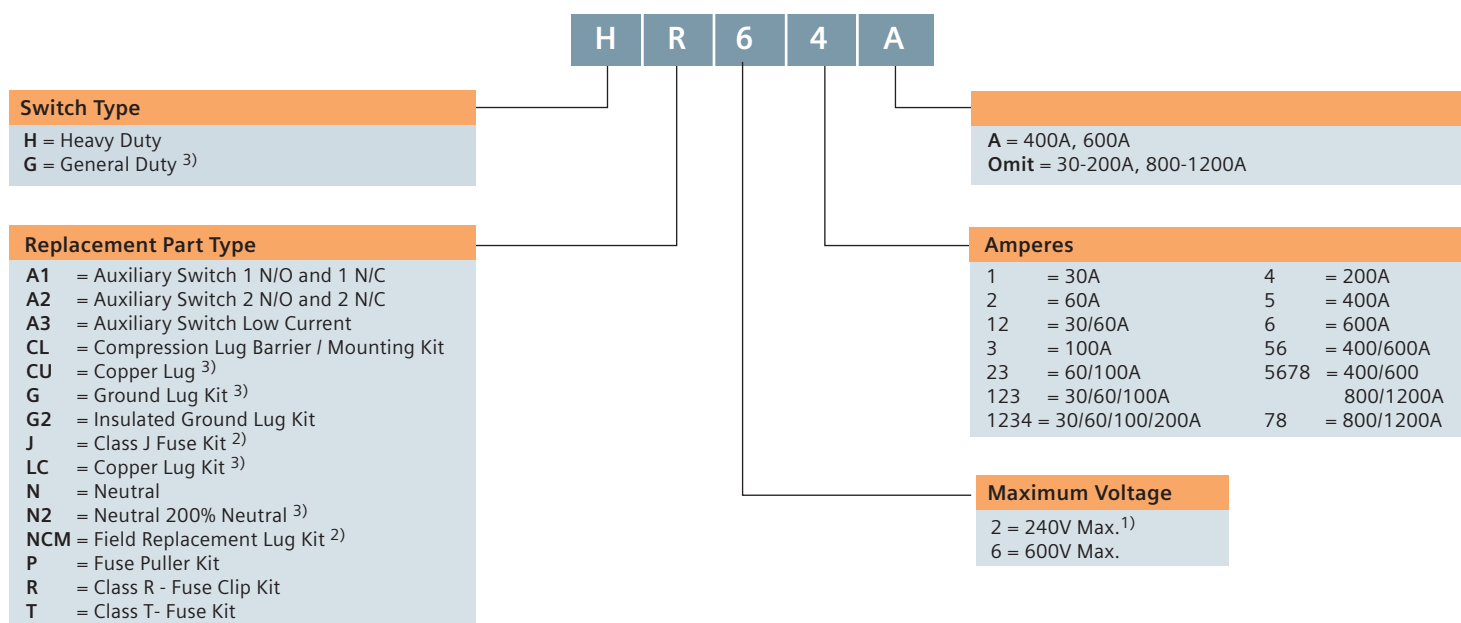 H R 6 4 A
Switch Type
H = Heavy Duty
G = General Duty 3)
Replacement Part Type
A1 = Auxiliary Switch 1 N/O and 1 N/C
A2 = Auxiliary Switch 2 N/O and 2 N/C
A3 = Auxiliary Switch Low Current
CL = Compression Lug Barrier / Mounting Kit
CU = Copper Lug 3)
G = Ground Lug Kit 3)
G2 = Insulated Ground Lug Kit
J = Class J Fuse Kit 2)
LC = Copper Lug Kit 3)
N = Neutral
N2 = Neutral 200% Neutral 3)
NCM = Field Replacement Lug Kit 2)
P = Fuse Puller Kit
R = Class R - Fuse Clip Kit
T = Class T- Fuse Kit
A = 400A, 600A
Omit = 30-200A, 800-1200A
Amperes
1 = 30A
2 = 60A
12 = 30/60A
3 = 100A
23 = 60/100A
123 = 30/60/100A
1234 = 30/60/100/200A
4 = 200A
5 = 400A
6 = 600A
56 = 400/600A
5678 = 400/600
800/1200A
78 = 800/1200A
Maximum Voltage
2 = 240V Max.1)
6 = 600V Max.